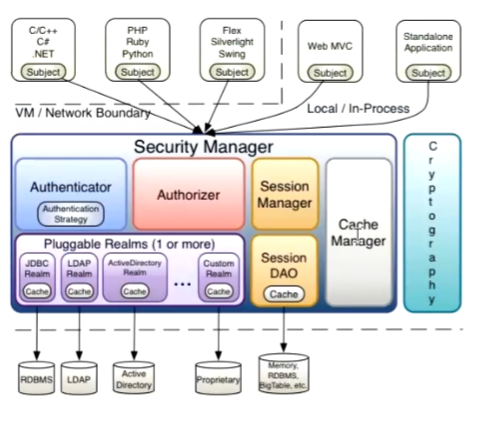 C/C++
C#
.NET
Subject
PHP
Ruby
Python
Subject
Flex
Silverlight
Swing
Subject
Web MVC
Subject
Standalone
Application
Subject
VM / Network Boundary
Local / In-Process
Security Manager
Authenticator
Authentication
Strategy
Authorizer
Session
Manager
Cache
Manager
Cryptography
Pluggable Realms (1 or more)
JDBC
Realm
Cache
LDAP
Realm
Cache
ActiveDirectory
Realm
Cache
...
Custom
Realm
Cache
Session
DAO
Cache
RDBMS
LDAP
Active
Directory
Proprietary
Memory,
RDBMS,
BigTable, etc.